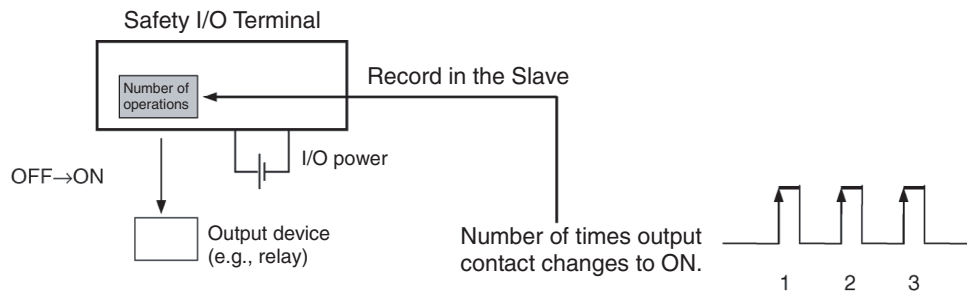 Safety I/O Terminal
Number of
operations
Record in the Slave
I/O power
OFF→ON
Output device
(e.g., relay)
Number of times output
contact changes to ON.
1 2 3